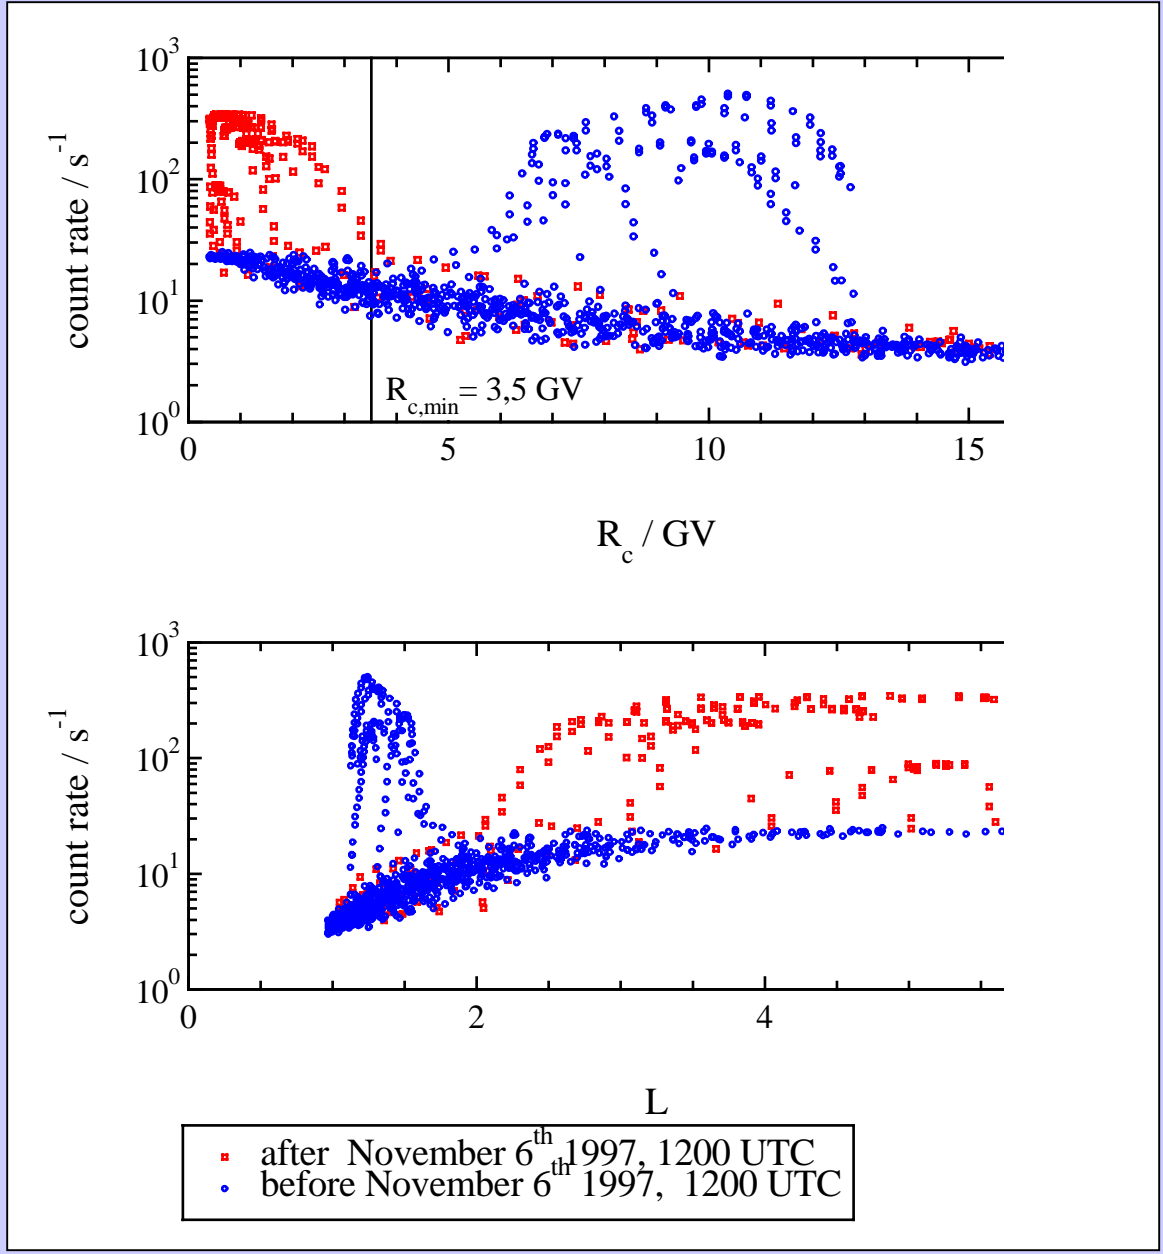 10³
10²
10¹
10⁰
count rate / s⁻¹
R_c,min = 3,5 GV
0 5 10 15
R_c / GV
10³
10²
10¹
10⁰
count rate / s⁻¹
0 2 4
L
after November 6th 1997, 1200 UTC
before November 6th 1997, 1200 UTC